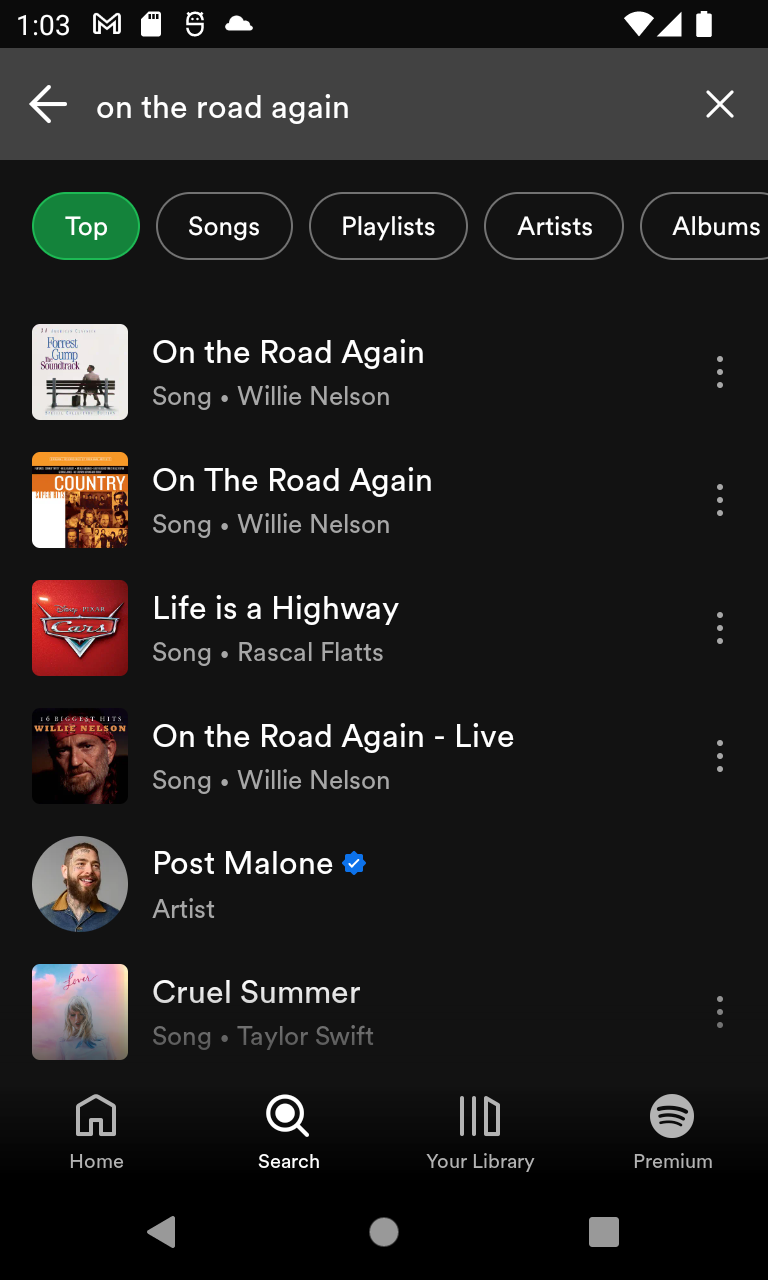 1:03
on the road again
Top
Songs
Playlists
Artists
Albums
Forrest
Gump
The Soundtrack
On the Road Again
Song • Willie Nelson
COUNTRY
On The Road Again
Song • Willie Nelson
Disney PIXAR
Cars
Life is a Highway
Song • Rascal Flatts
16 BIGGEST HITS
WILLIE NELSON
On the Road Again - Live
Song • Willie Nelson
Post Malone
Artist
Lover
Cruel Summer
Song • Taylor Swift
Home
Search
Your Library
Premium